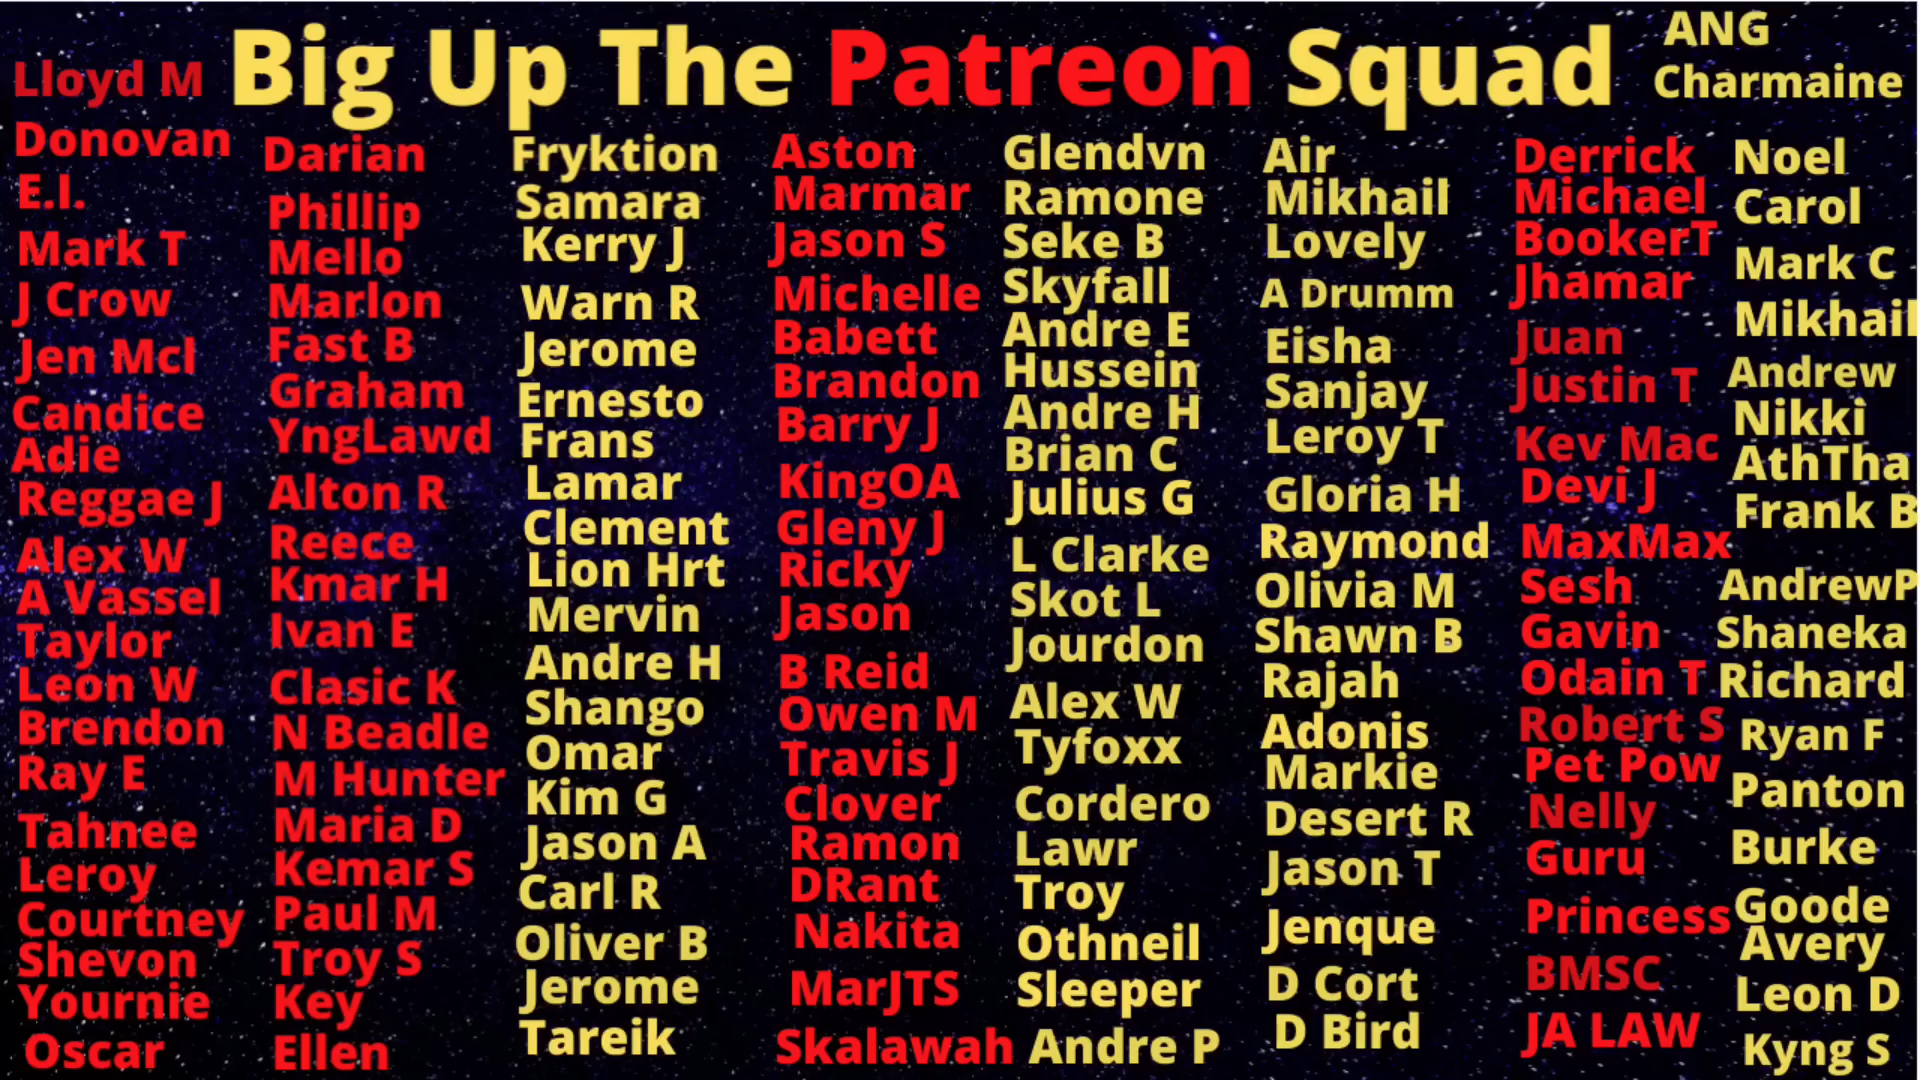 Big Up The Patreon Squad
Lloyd M
Donovan
E.I.
Mark T
J Crow
Jen Mcl
Candice
Adie
Reggae J
Alex W
A Vassel
Taylor
Leon W
Brendon
Ray E
Tahnee
Leroy
Courtney
Shevon
Yournie
Oscar
Darian
Phillip
Mello
Marlon
Fast B
Graham
YngLawd
Alton R
Reece
Kmar H
Ivan E
Clasic K
N Beadle
M Hunter
Maria D
Kemar S
Paul M
Troy S
Key
Ellen
Fryktion
Samara
Kerry J
Warn R
Jerome
Ernesto
Frans
Lamar
Clement
Lion Hrt
Mervin
Andre H
Shango
Omar
Kim G
Jason A
Carl R
Oliver B
Jerome
Tareik
Aston
Marmar
Jason S
Michelle
Babett
Brandon
Barry J
KingOA
Gleny J
Ricky
Jason
B Reid
Owen M
Travis J
Clover
Ramon
DRant
Nakita
MarJTS
Skalawah
Glendvn
Ramone
Seke B
Skyfall
Andre E
Hussein
Andre H
Brian C
Julius G
L Clarke
Skot L
Jourdon
Alex W
Tyfoxx
Cordero
Lawr
Troy
Othneil
Sleeper
Andre P
Air
Mikhail
Lovely
A Drumm
Eisha
Sanjay
Leroy T
Gloria H
Raymond
Olivia M
Shawn B
Rajah
Adonis
Markie
Desert R
Jason T
Jenque
D Cort
D Bird
Derrick
Michael
BookerT
Jhamar
Juan
Justin T
Kev Mac
Devi J
MaxMax
Sesh
Gavin
Odain T
Robert S
Pet Pow
Nelly
Guru
Princess
BMSC
JA LAW
ANG
Charmaine
Noel
Carol
Mark C
Mikhail
Andrew
Nikki
AthTha
Frank B
AndrewP
Shaneka
Richard
Ryan F
Panton
Burke
Goode
Avery
Leon D
Kyng S